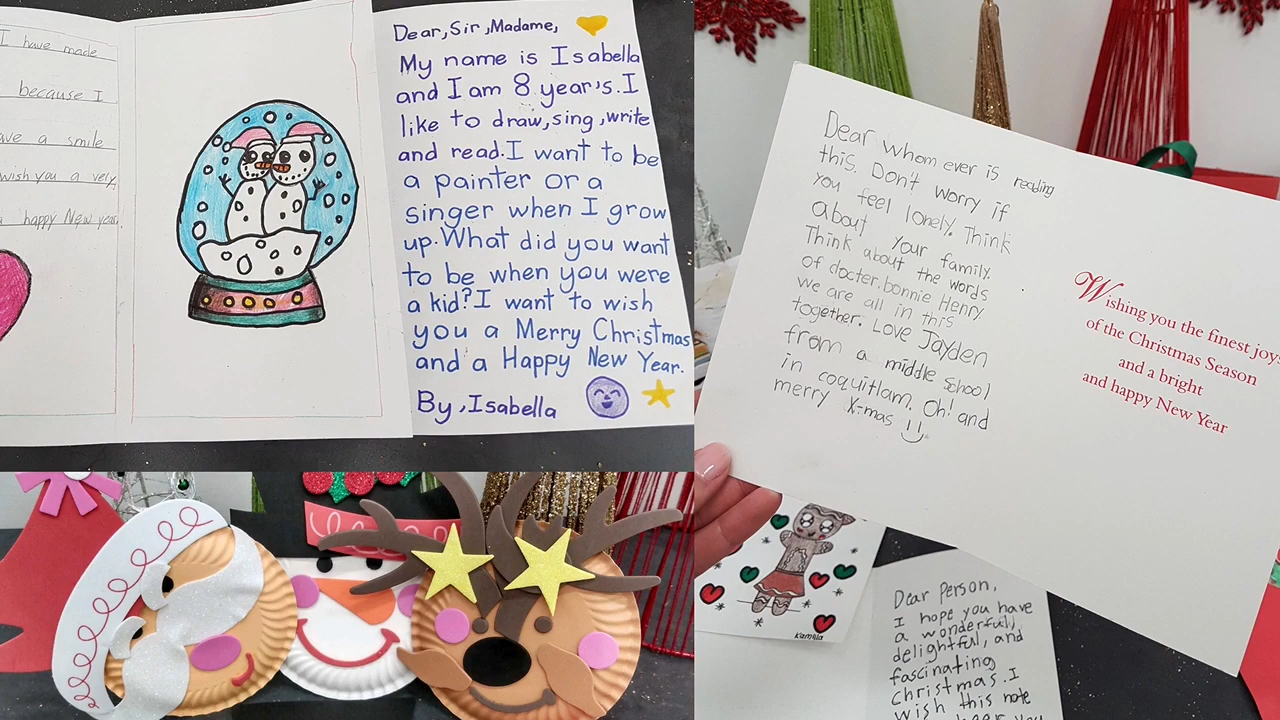 I have made
because I
ave a smile
wish you a very
a happy New year.
Dear, Sir, Madame,
My name is Isabella
and I am 8 year's. I
like to draw, sing, write
and read. I want to be
a painter or a
singer when I grow
up. What did you want
to be when you were
a kid? I want to wish
you a Merry Christmas
and a Happy New Year.
By, Isabella
Dear whom ever is reading
this. Don't worry if
you feel lonely. Think
about your family.
Think about the words
of docter. bonnie Henry
we are all in this
together. Love Jayden
from a middle school
in coquitlam. Oh! and
merry X-mas
Wishing you the finest joy
of the Christmas Season
and a bright
and happy New Year
Kamilla
Dear Person,
I hope you have
a wonderful,
delightful, and
fascinating
christmas. I
wish this note
you